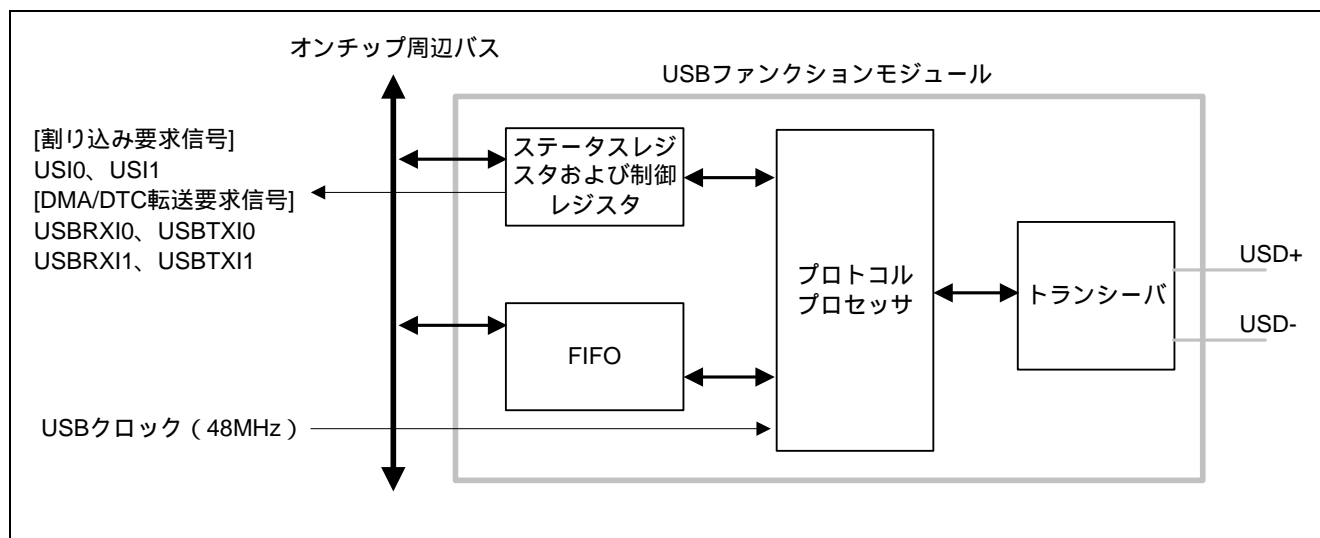 オンチップ周辺バス
USBファンクションモジュール
[割り込み要求信号]
USI0、USI1
[DMA/DTC転送要求信号]
USBRXI0、USBTXI0
USBRXI1、USBTXI1
ステータスレジ
スタおよび制御
レジスタ
プロトコル
プロセッサ
トランシーバ
USD+
USD-
FIFO
USBクロック（48MHz）